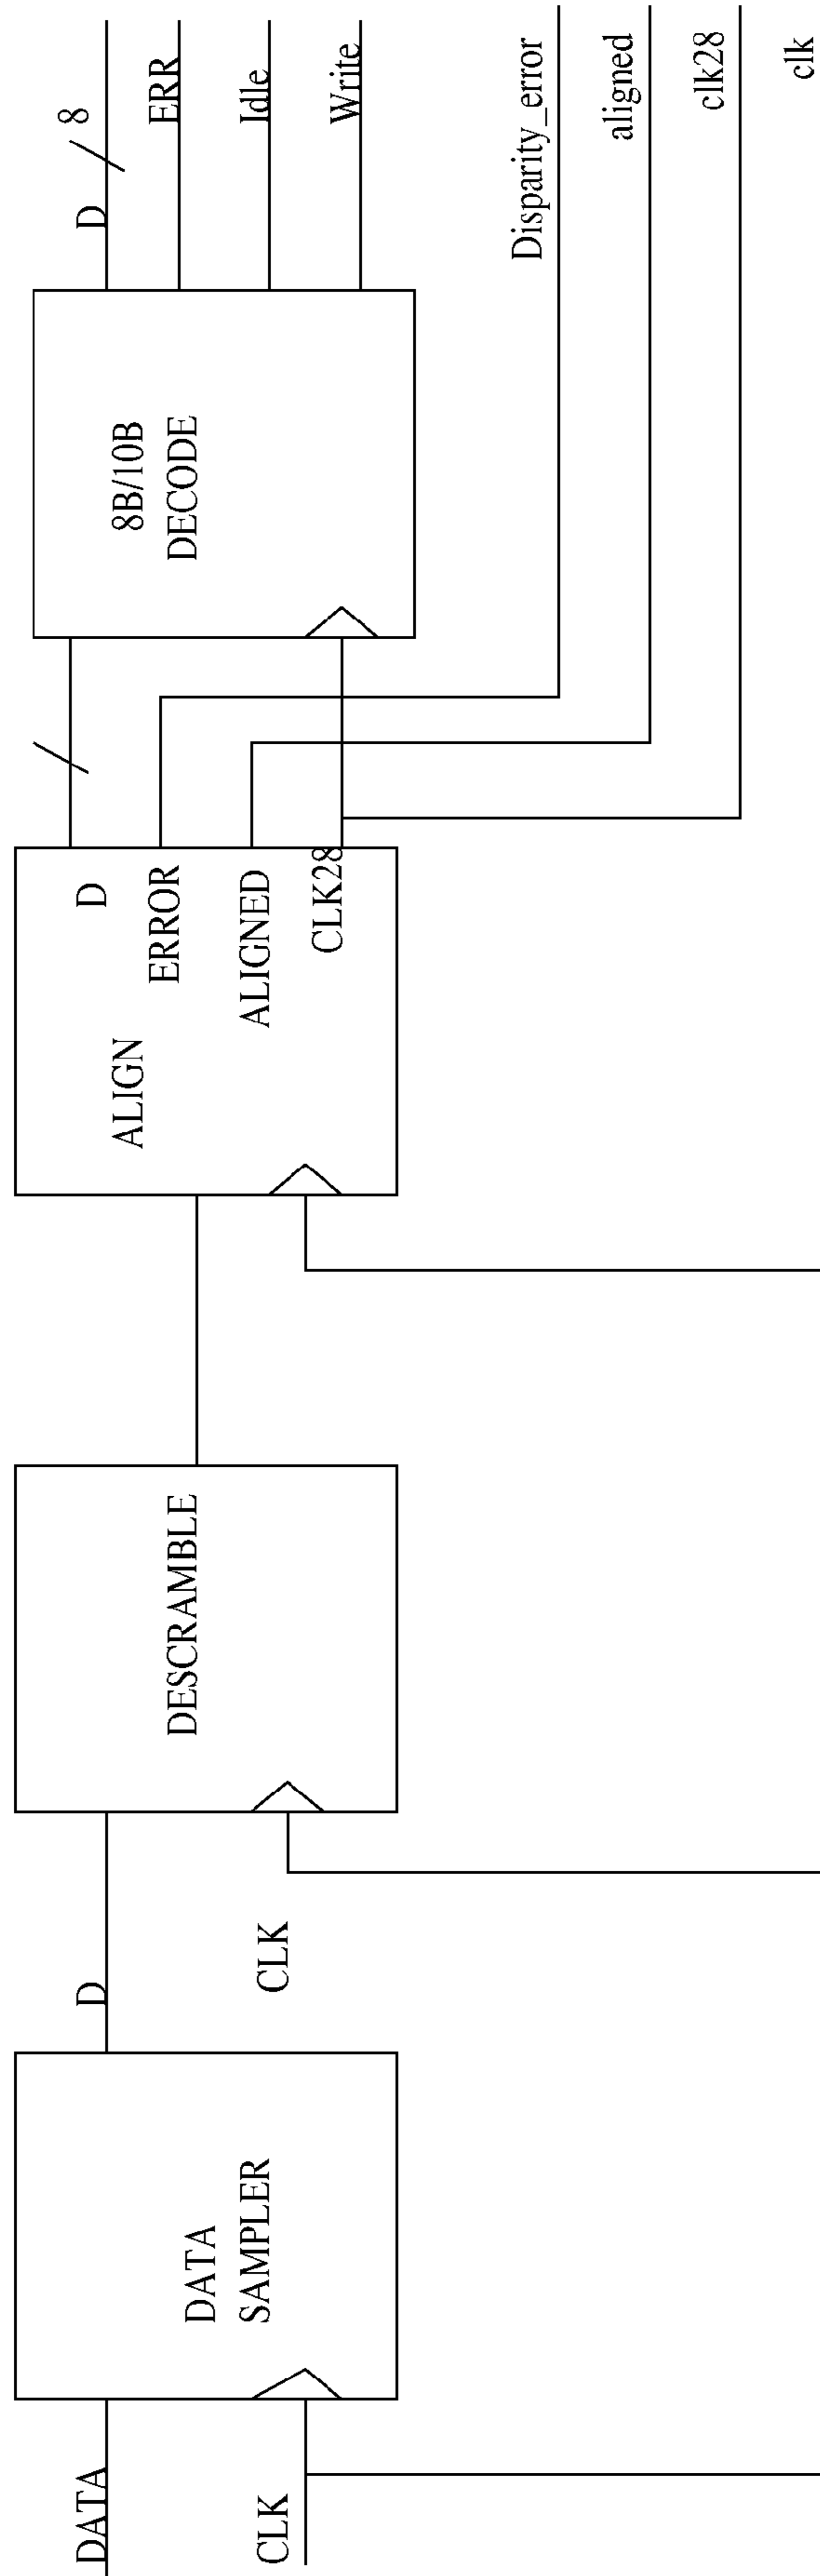 DATA
CLK
DATA
SAMPLER
D
CLK
DESCRAMBLE
ALIGN
D
ERROR
ALIGNED
CLK28
8B/10B
DECODE
D
8
ERR
Idle
Write
Disparity_error
aligned
clk28
clk